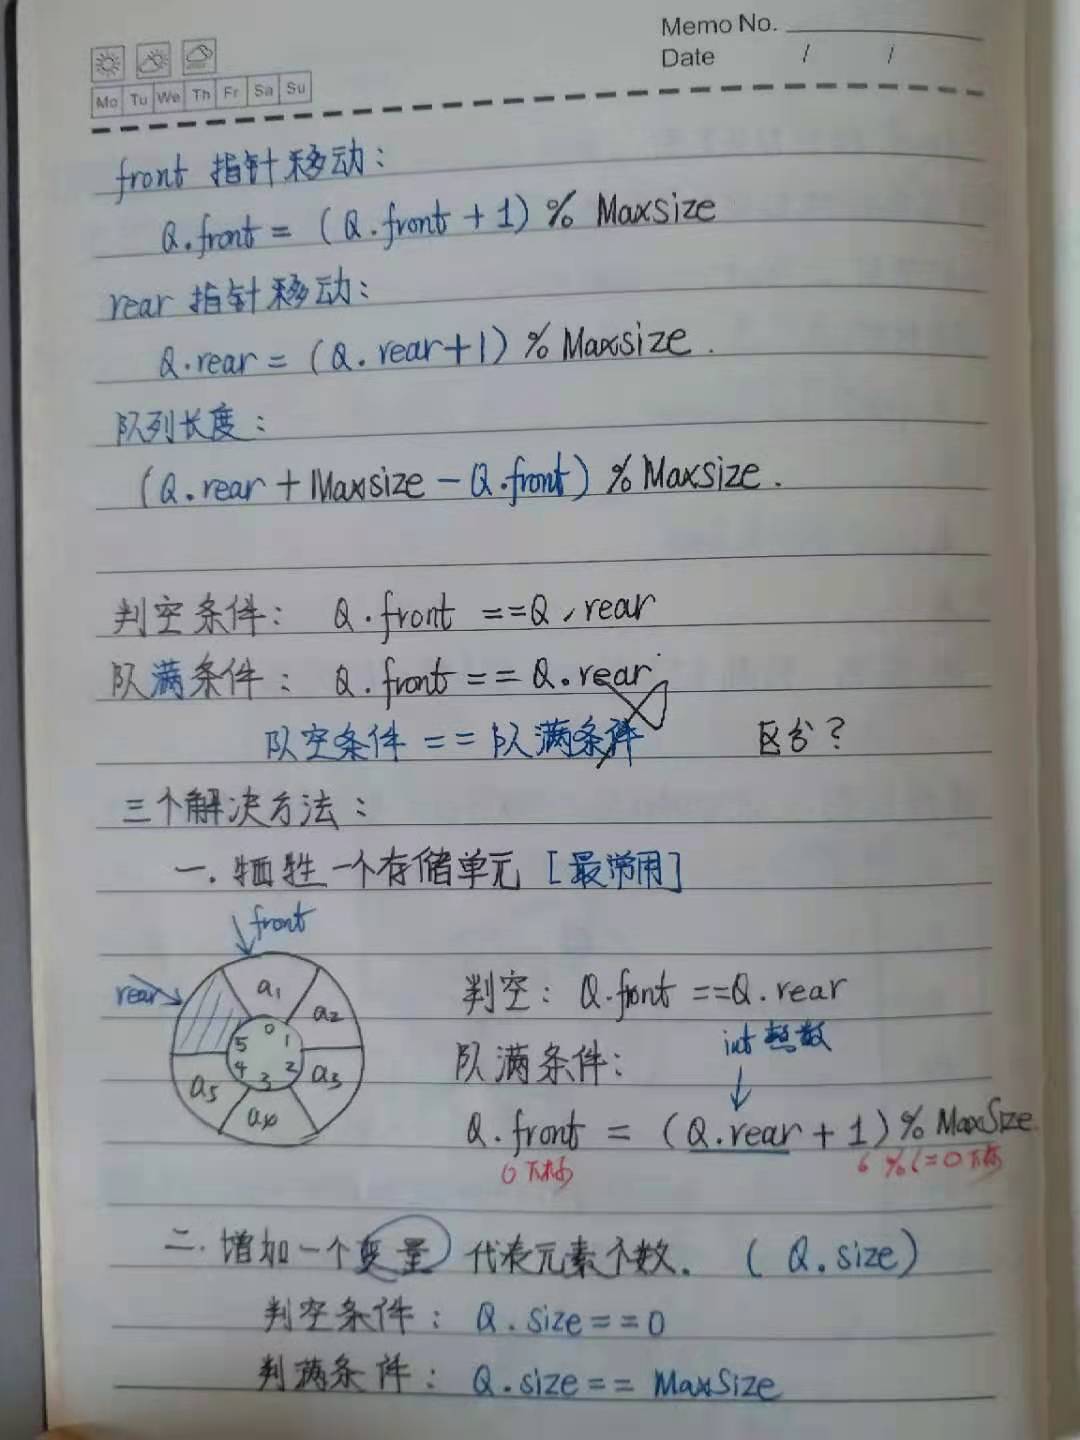 Memo No.
Date / /
Mo Tu We Th Fr Sa Su
front 指针移动:
Q.front = (Q.front + 1) % Maxsize
rear 指针移动:
Q.rear = (Q.rear+1) % Maxsize.
队列长度:
(Q.rear + Maxsize - Q.front) % Maxsize.
判空条件: Q.front ==Q.rear
队满条件: Q.front == Q.rear
队空条件 == 队满条件 区分?
三个解决方法:
一. 牺牲一个存储单元 [最常用]
front
rear
a1
a2
a3
a4
a5
0
1
2
3
4
5
判空: Q.front ==Q.rear
int 整数
队满条件:
Q.front = (Q.rear + 1) % MaxSize
0下标 6 % 6 = 0下标
二. 增加一个变量 代表元素个数. (Q.size)
判空条件: Q.size==0
判满条件: Q.size== MaxSize